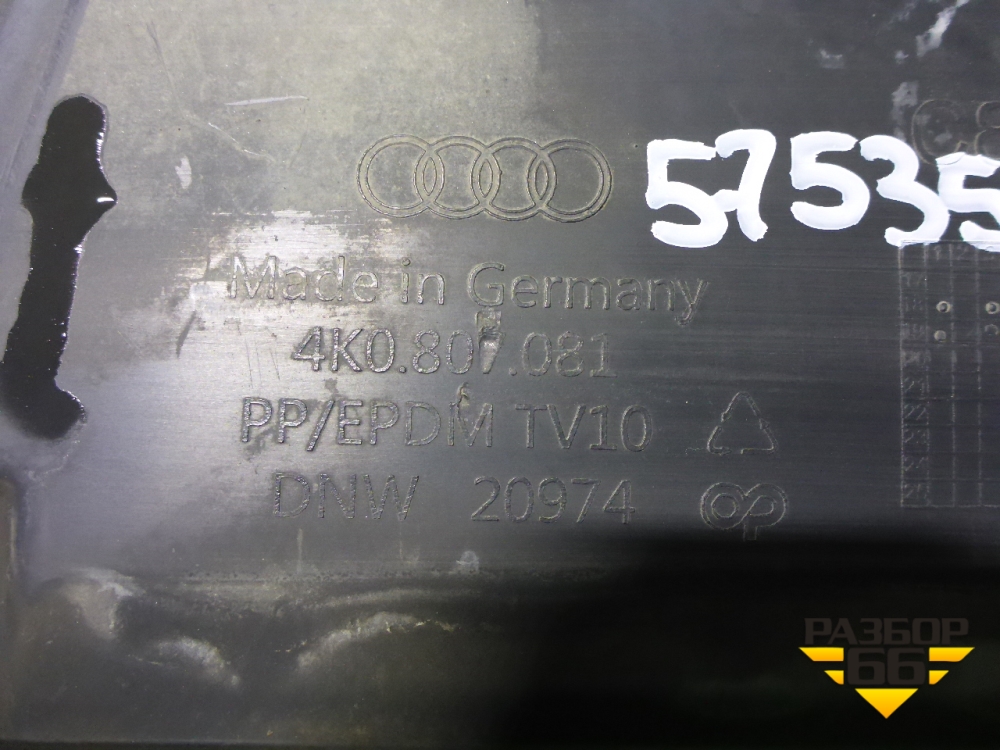 57535
Made in Germany
4K0.807.081
PP/EPDM TV10
DNW 20974
РАЗБОР
66